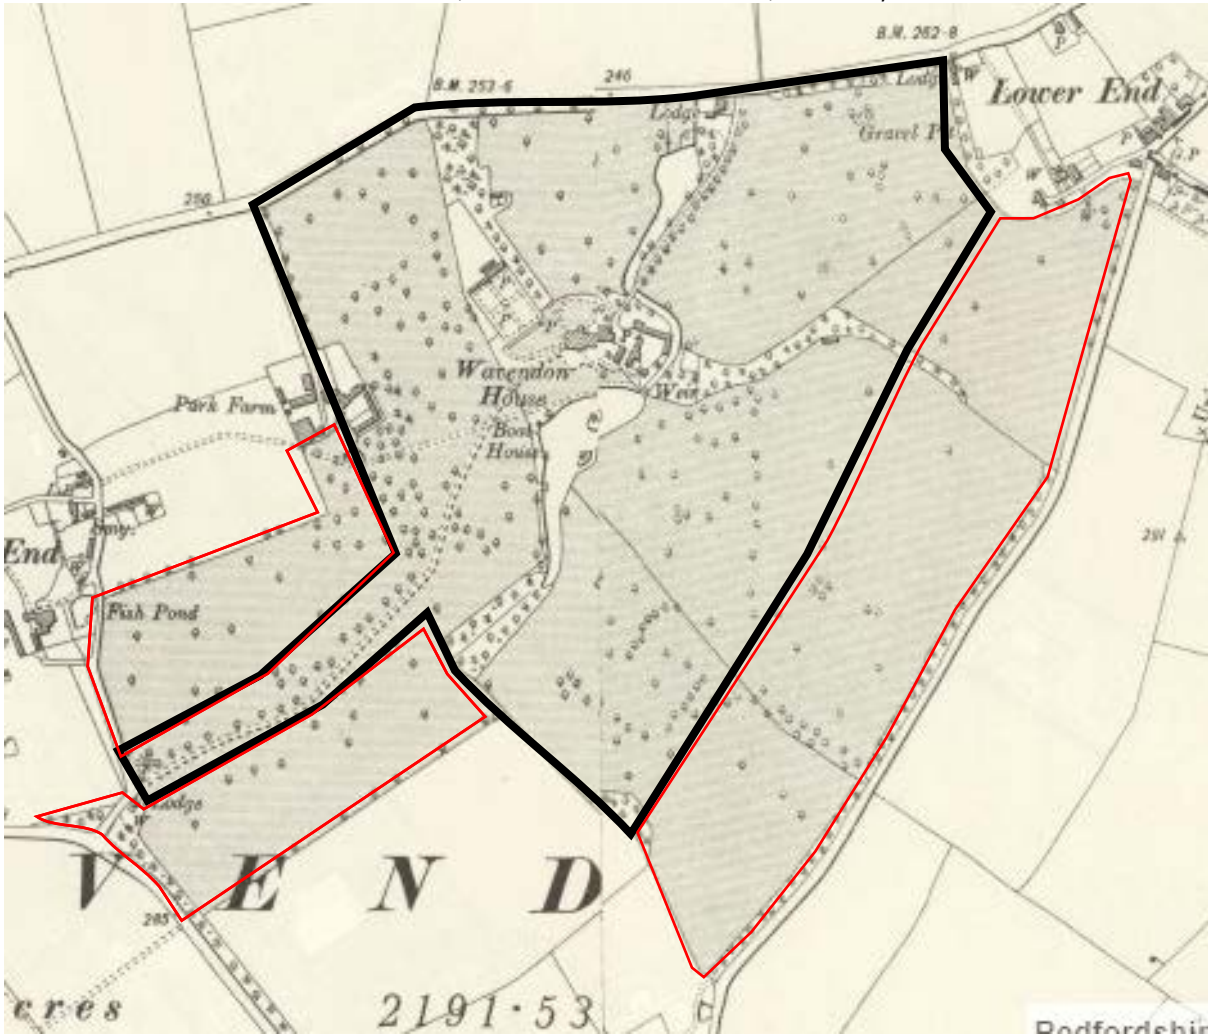 B.M. 262·8
P
B.M. 253·6
246
Lodge
W
Lower End
Lodge
Gravel Pit
P
G.P.
W
250
P
Wavendon
House
Weir
Park Farm
Boat
House
291
End
Fish Pond
Lodge
V E N D
285
cres
2191·53
Bedfordshir